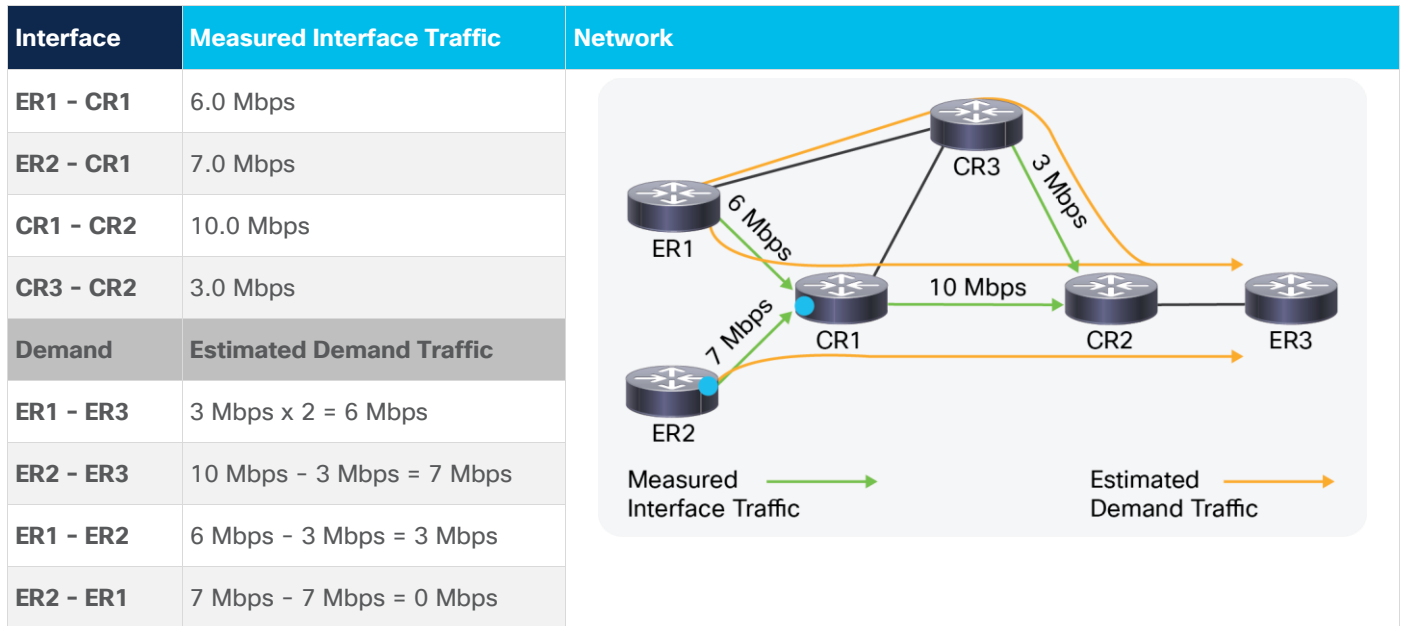 Interface
Measured Interface Traffic
Network
ER1 - CR1
6.0 Mbps
ER2 - CR1
7.0 Mbps
CR1 - CR2
10.0 Mbps
CR3 - CR2
3.0 Mbps
Demand
Estimated Demand Traffic
ER1 - ER3
3 Mbps x 2 = 6 Mbps
ER2 - ER3
10 Mbps - 3 Mbps = 7 Mbps
ER1 - ER2
6 Mbps - 3 Mbps = 3 Mbps
ER2 - ER1
7 Mbps - 7 Mbps = 0 Mbps
CR3
3 Mbps
ER1
6 Mbps
10 Mbps
CR1
CR2
ER3
7 Mbps
ER2
Measured
Interface Traffic
Estimated
Demand Traffic